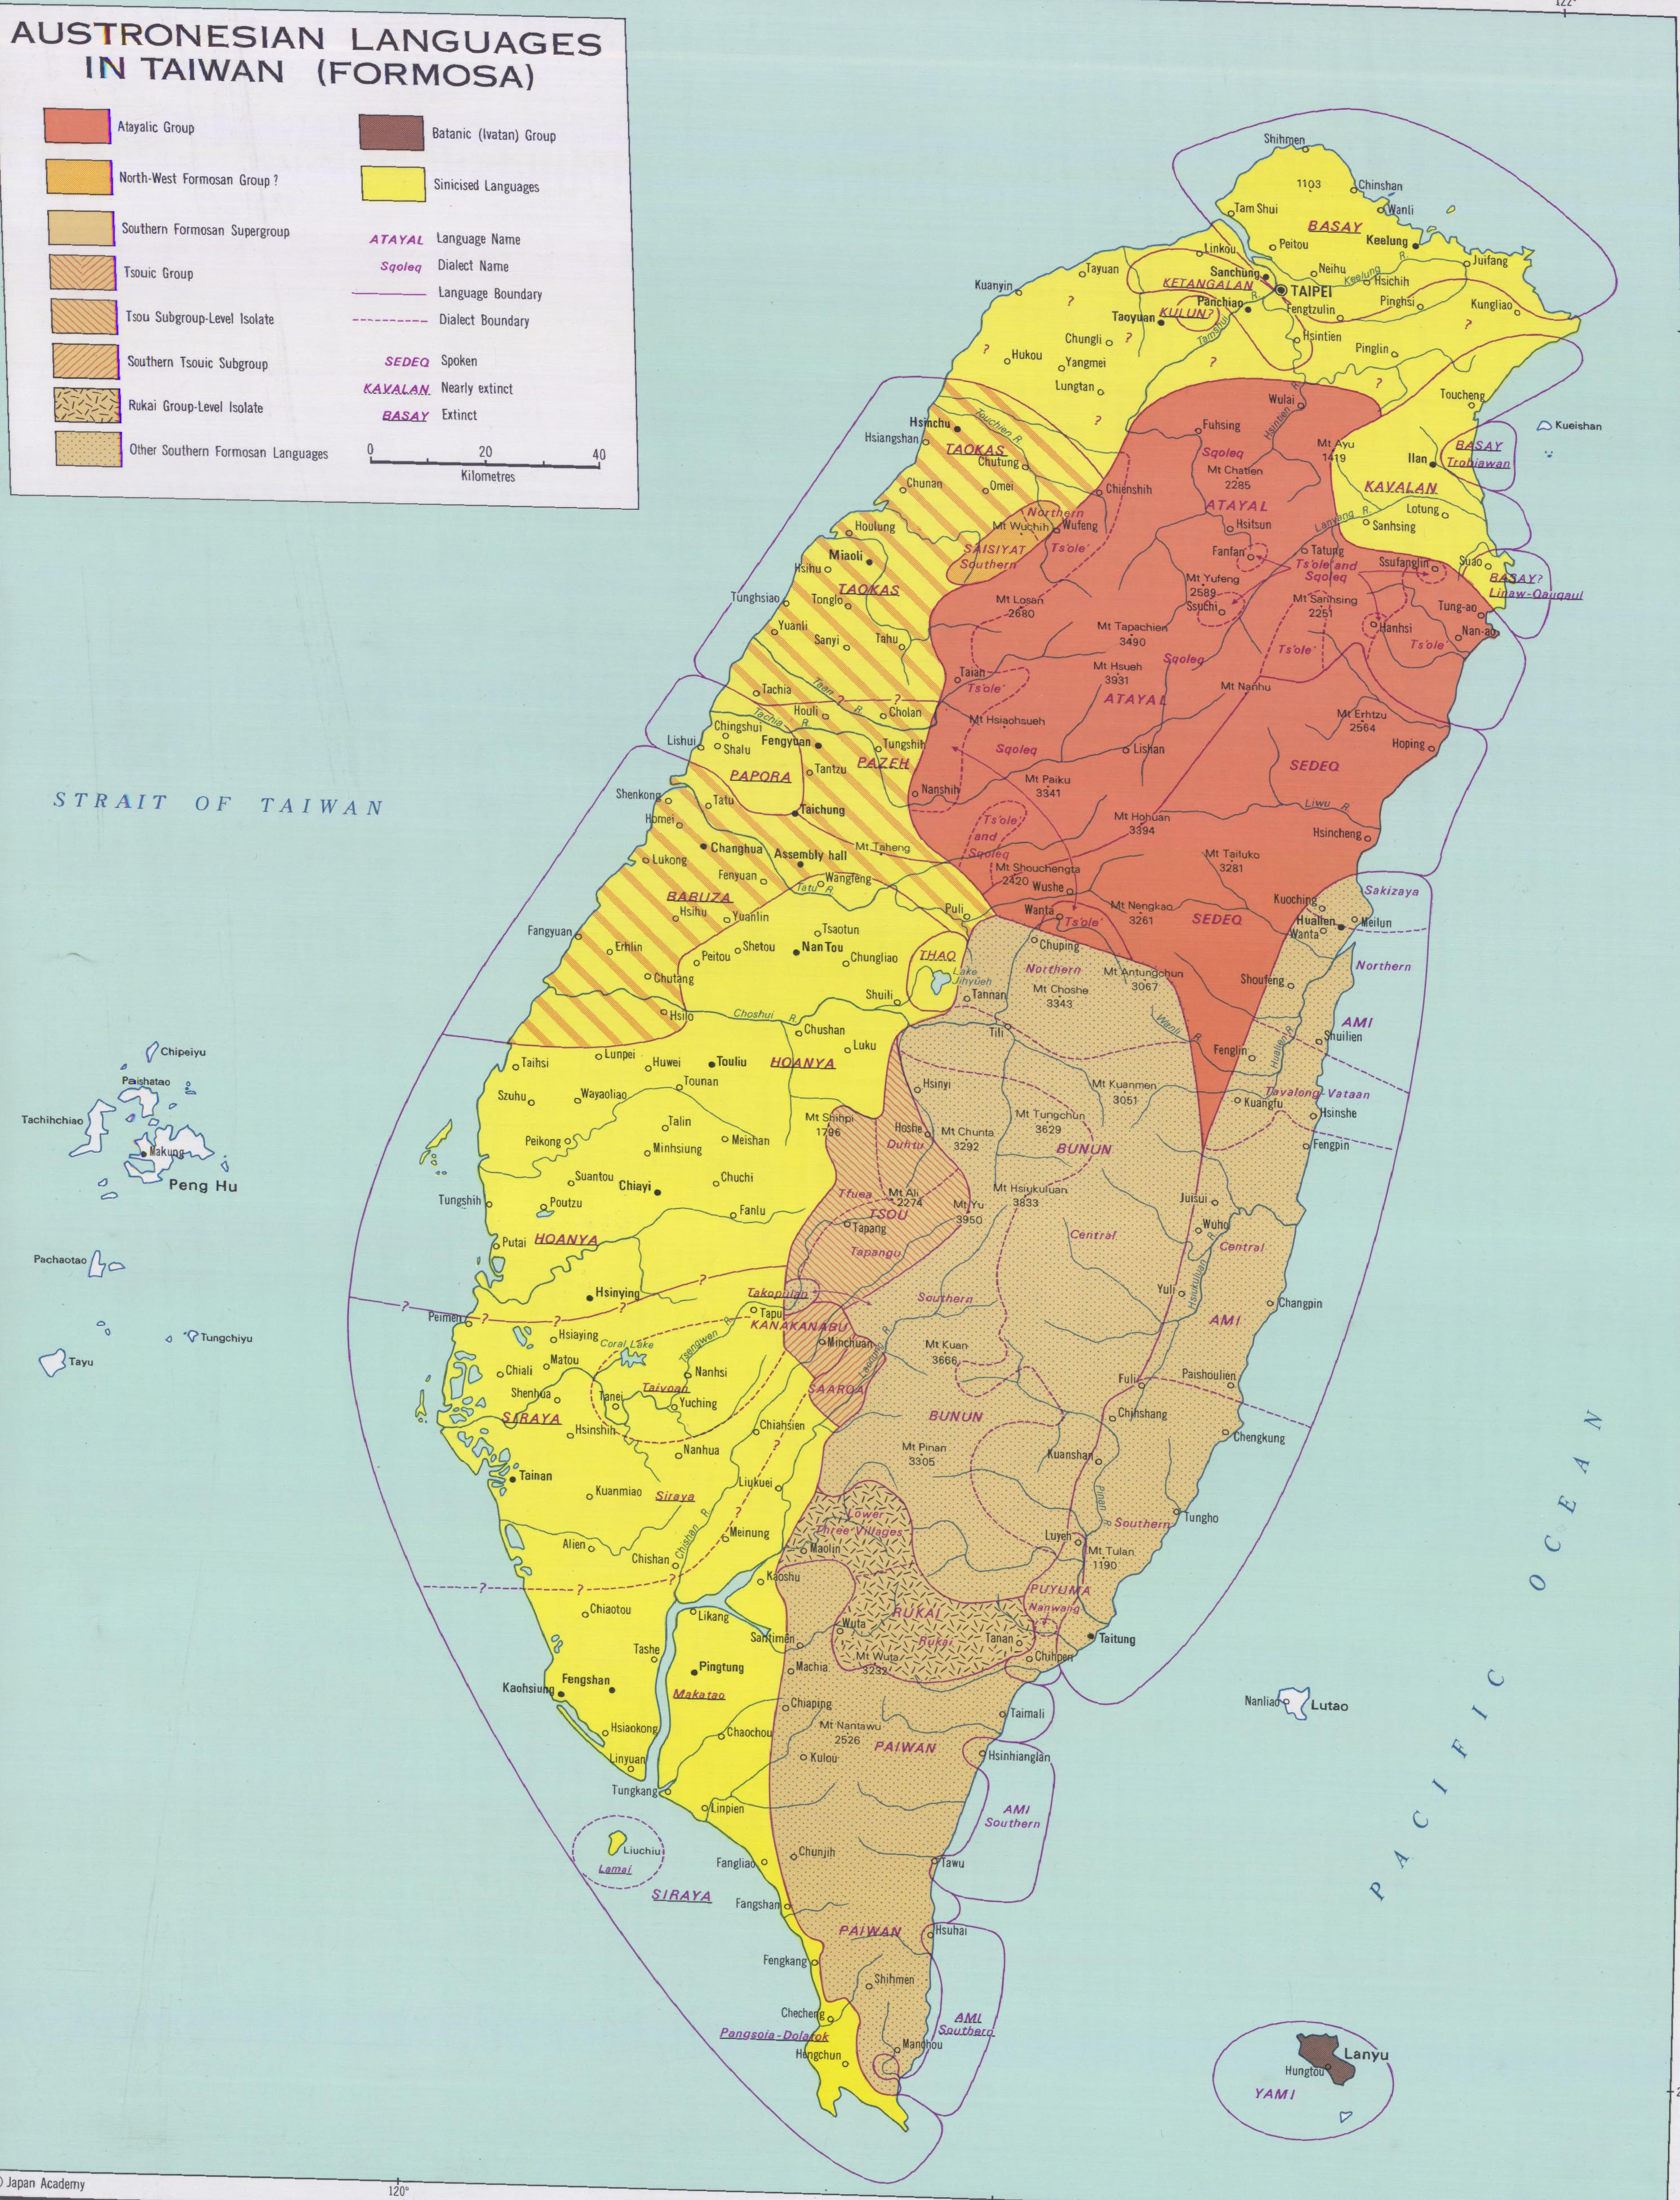 AUSTRONESIAN LANGUAGES
IN TAIWAN (FORMOSA)
Atayalic Group
North-West Formosan Group ?
Southern Formosan Supergroup
Tsouic Group
Tsou Subgroup-Level Isolate
Southern Tsouic Subgroup
Rukai Group-Level Isolate
Other Southern Formosan Languages
Batanic (Ivatan) Group
Sinicised Languages
ATAYAL Language Name
Sqoleq Dialect Name
Language Boundary
Dialect Boundary
SEDEQ Spoken
KAVALAN Nearly extinct
BASAY Extinct
0 20 40
Kilometres
122°
Shihmen
1103
Chinshan
Tam Shui
Wanli
BASAY
Linkou
Peitou
Keelung
Juifang
Tayuan
Sanchung
Neihu
Keelung R.
Hsichih
KETANGALAN
TAIPEI
Kuanyin
?
Panchiao
Pinghsi
Kungliao
Taoyuan
KULUN?
Fengtzulin
?
Tamshui R.
Chungli
?
Hsintien
Pinglin
?
Hukou
Yangmei
?
Lungtan
?
Toucheng
Wulai
Hsintien R.
Touchien R.
?
Hsinchu
Fuhsing
Kueishan
Hsiangshan
TAOKAS
Sqoleq
Mt Ayu
1419
Ilan
BASAY
Trobiawan
Chutung
Mt Chatien
2285
Chunan
Omei
Chienshih
KAVALAN
ATAYAL
Lotung
Northern
Lanyang R.
Houlung
Mt Wuchih
Wufeng
Hsitsun
Sanhsing
Miaoli
SAISIYAT
Southern
Ts'ole'
Fanfan
Tatung
Ts'ole and
Sqoleq
Ssufanglin
Suao
Hsihu
BASAY?
Linaw-Qauqaul
TAOKAS
Mt Yufeng
2589
Ssuchi
Tunghsiao
Tonglo
Mt Losan
2680
Mt Sanhsing
2251
Tung-ao
Yuanli
Mt Tapachien
3490
Hanhsi
Nan-ao
Sanyi
Tahu
Ts'ole'
Ts'ole'
Sqoleq
Taian
Mt Hsueh
3931
Tachia
Taan R.
?
?
Ts'ole'
ATAYAL
Mt Nanhu
Tachia R.
Houli
Cholan
Mt Hsiaohsueh
Mt Erhtzu
2564
Chingshui
Lishui
Shalu
Fengyuan
Tungshih
Sqoleq
Lishan
Hoping
PAPORA
Tantzu
PAZEH
SEDEQ
Mt Paiku
3341
STRAIT OF TAIWAN
Shenkong
Tatu
Nanshih
Liwu R.
Homei
Taichung
Ts'ole'
and
Sqoleq
Mt Hohuan
3394
Hsincheng
Changhua
Assembly hall
Mt Taheng
Lukong
Mt Tailuko
3281
Mt Shouchengta
2420
Fenyuan
Wangfeng
Wushe
Tatu R.
Sakizaya
BABUZA
Hsihu
Yuanlin
Puli
Wanta
Ts'ole'
Mt Nengkao
3261
SEDEQ
Kuoching
Hualien
Meilun
Wanta
Fangyuan
Tsaotun
Erhlin
Shetou
Nan Tou
THAO
Chuping
Peitou
Chungliao
Northern
Mt Antungchun
3067
Northern
Chutang
Lake
Jihyueh
Mt Choshe
3343
Shoufeng
Shuili
Tannan
Hsilo
Choshui R.
Wanli R.
AMI
Chushan
Tili
Shuilien
Hualien R.
Luku
Fenglin
Chipeiyu
Taihsi
Lunpei
Huwei
Touliu
HOANYA
Paishatao
Tounan
Hsinyi
Mt Kuanmen
3051
Tavalong-Vataan
Szuhu
Wayaoliao
Kuangfu
Hsinshe
Tachihchiao
Talin
Mt Shihpi
1796
Mt Tungchun
3629
Peikong
Meishan
Hoshe
Duhtu
Mt Chunta
3292
Fengpin
Makung
Minhsiung
BUNUN
Peng Hu
Suantou
Chiayi
Chuchi
Tungshih
Poutzu
Tfuea
Mt Ali
2274
Mt Hsiukuluan
3833
Juisui
Fanlu
TSOU
Mt Yu
3950
Tapang
Wuho
Putai
HOANYA
Tapangu
Central
Central
Pachaotao
Hsinying
?
Takopulan
Southern
Yuli
Hsiukuluan R.
Changpin
?
Peimen
?
?
?
Tapu
KANAKANABU
AMI
Tungchiyu
Hsiaying
Coral Lake
Tsengwen R.
Minchuan
Laonung R.
Mt Kuan
3666
Tayu
Chiali
Matou
Nanhsi
Fuli
Paishoulien
Shenhua
Tanei
Taivoan
SAAROA
SIRAYA
Yuching
Chihshang
Hsinshih
Chiahsien
BUNUN
Chengkung
?
Nanhua
Mt Pinan
3305
Kuanshan
Tainan
Liukuei
Kuanmiao
Siraya
?
Lower
Three Villages
Pinan R.
Southern
Tungho
Chishan R.
Meinung
Luyeh
Alien
Maolin
Mt Tulan
1190
Chishan
?
?
?
Kaoshu
PUYUMA
Nanwang
Chiaotou
Likang
RUKAI
Wuta
Rukai
Tanan
Taitung
Tashe
Santimen
Chihpen
Pingtung
Machia
Mt Wuta
3232
Kaohsiung
Fengshan
Makatao
Chiaping
Nanliao
Lutao
Taimali
Hsiaokong
Chaochou
Mt Nantawu
2526
PAIWAN
Kulou
Hsinhianglan
Linyuan
Tungkang
Linpien
AMI
Southern
Liuchiu
Lamai
Chunjih
Fangliao
Tawu
SIRAYA
Fangshan
PAIWAN
Hsuhai
PACIFIC OCEAN
Fengkang
Shihmen
Checheng
AMI
Southern
Pangsoia-Dolatok
Hengchun
Manchou
Lanyu
Hungtou
YAMI
Japan Academy
120°